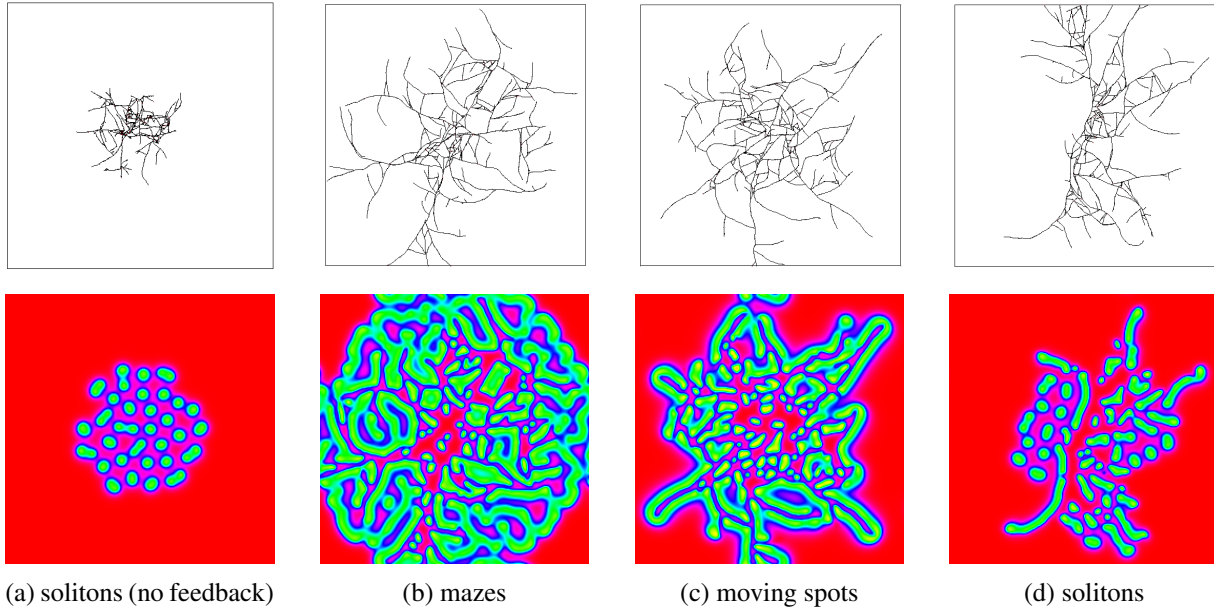 (a) solitons (no feedback)
(b) mazes
(c) moving spots
(d) solitons